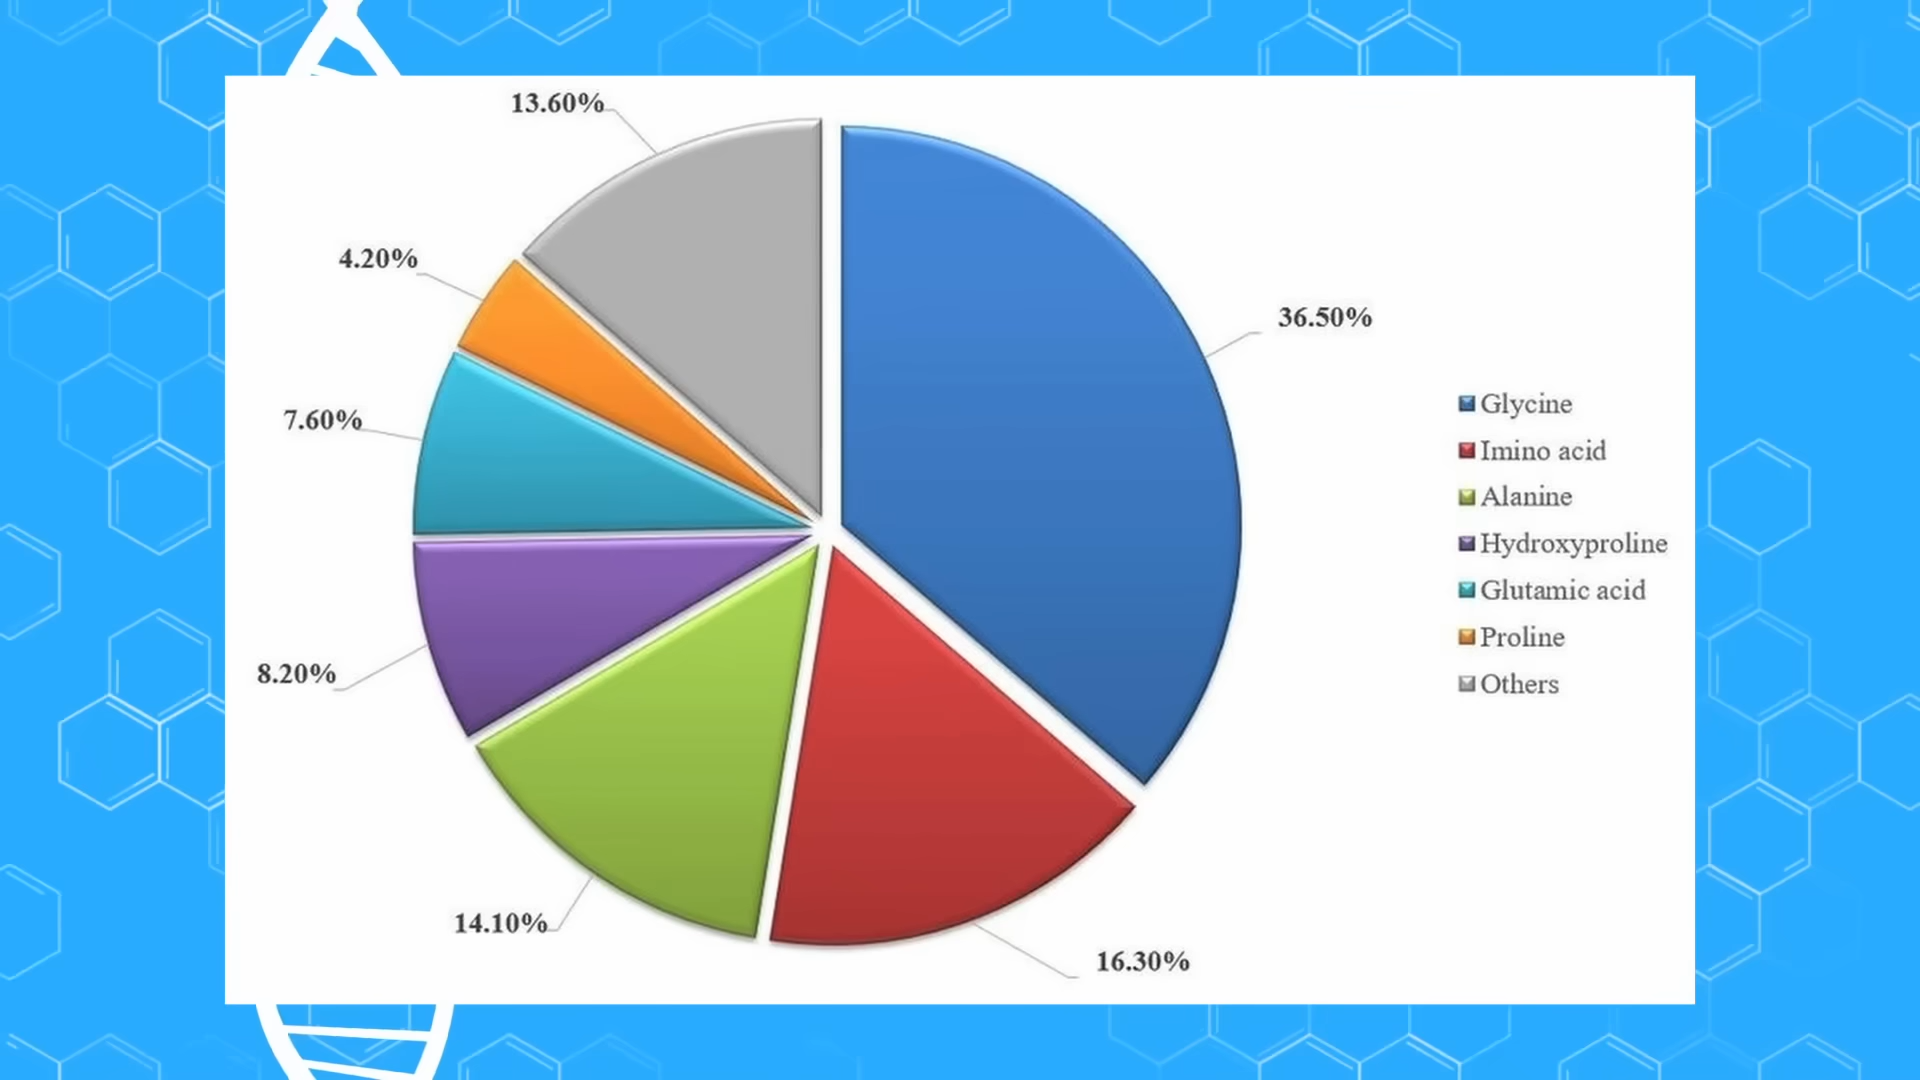 13.60%
4.20%
36.50%
7.60%
8.20%
14.10%
16.30%
Glycine
Imino acid
Alanine
Hydroxyproline
Glutamic acid
Proline
Others